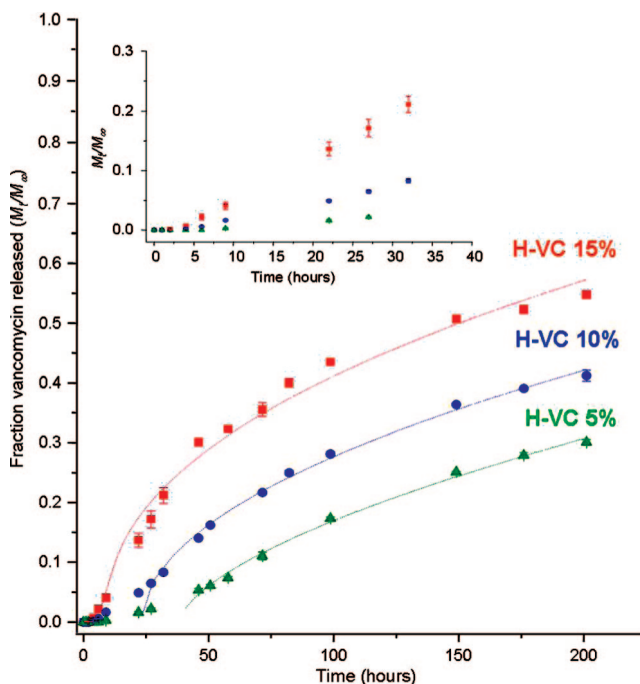 Fraction vancomycin released (Mt/M∞)
1.0
0.9
0.8
0.7
0.6
0.5
0.4
0.3
0.2
0.1
0.0
0 50 100 150 200
Time (hours)
Mt/M∞
0.3
0.2
0.1
0.0
0 5 10 15 20 25 30 35 40
Time (hours)
H-VC 15%
H-VC 10%
H-VC 5%